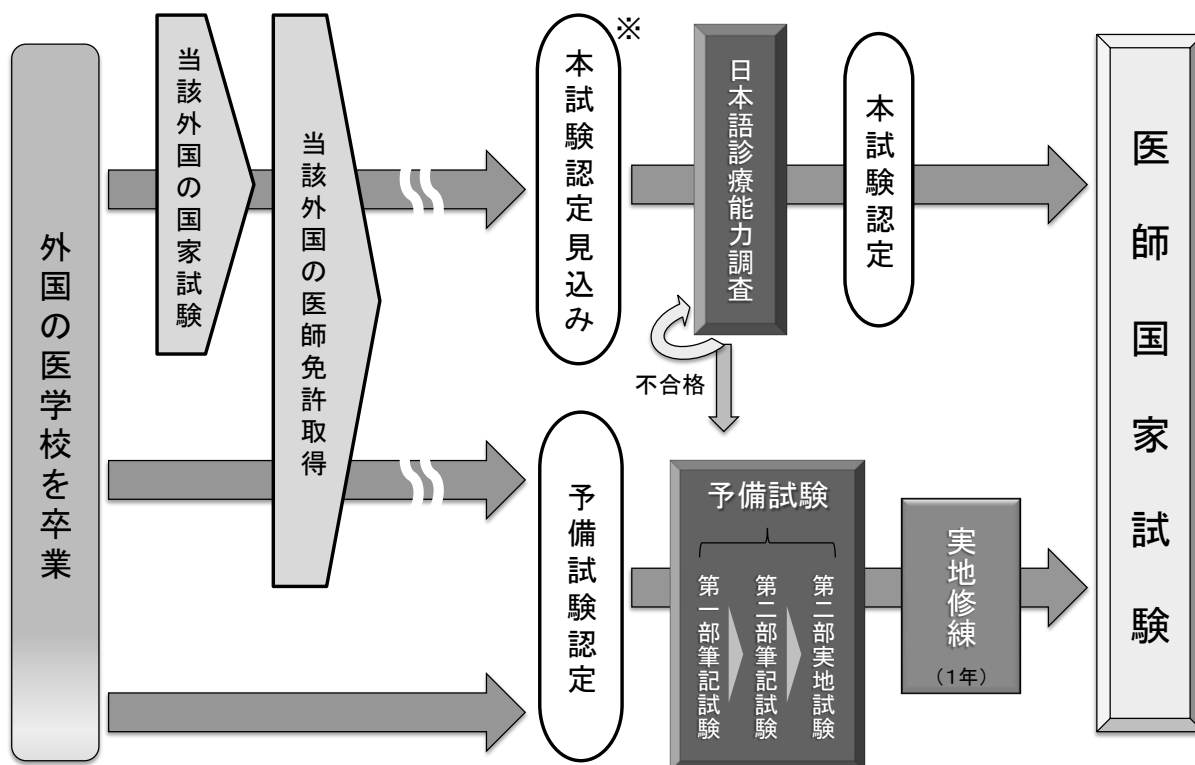 外国の医学校を卒業
当該外国の国家試験
当該外国の医師免許取得
本試験認定見込み
※
日本語診療能力調査
不合格
本試験認定
予備試験認定
予備試験
第一部筆記試験
第二部筆記試験
第二部実地試験
実地修練
（1年）
医師国家試験